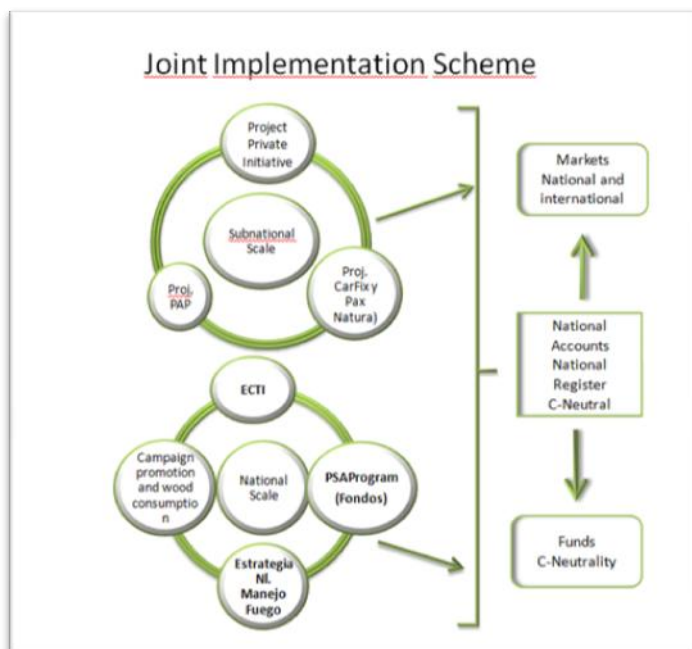 Joint Implementation Scheme
Project
Private
Initiative
Subnational
Scale
Proj.
PAP
Proj.
CarFix y
Pax
Natura)
ECTI
Campaign
promotion
and wood
consumptio
n
National
Scale
PSAProgram
(Fondos)
Estrategia
Nl.
Manejo
Fuego
Markets
National and
international
National
Accounts
National
Register
C-Neutral
Funds
C-Neutrality